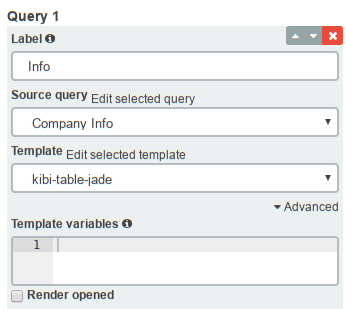 Query 1
Label
Info
Source query Edit selected query
Company Info
Template Edit selected template
kibi-table-jade
Advanced
Template variables
1
Render opened